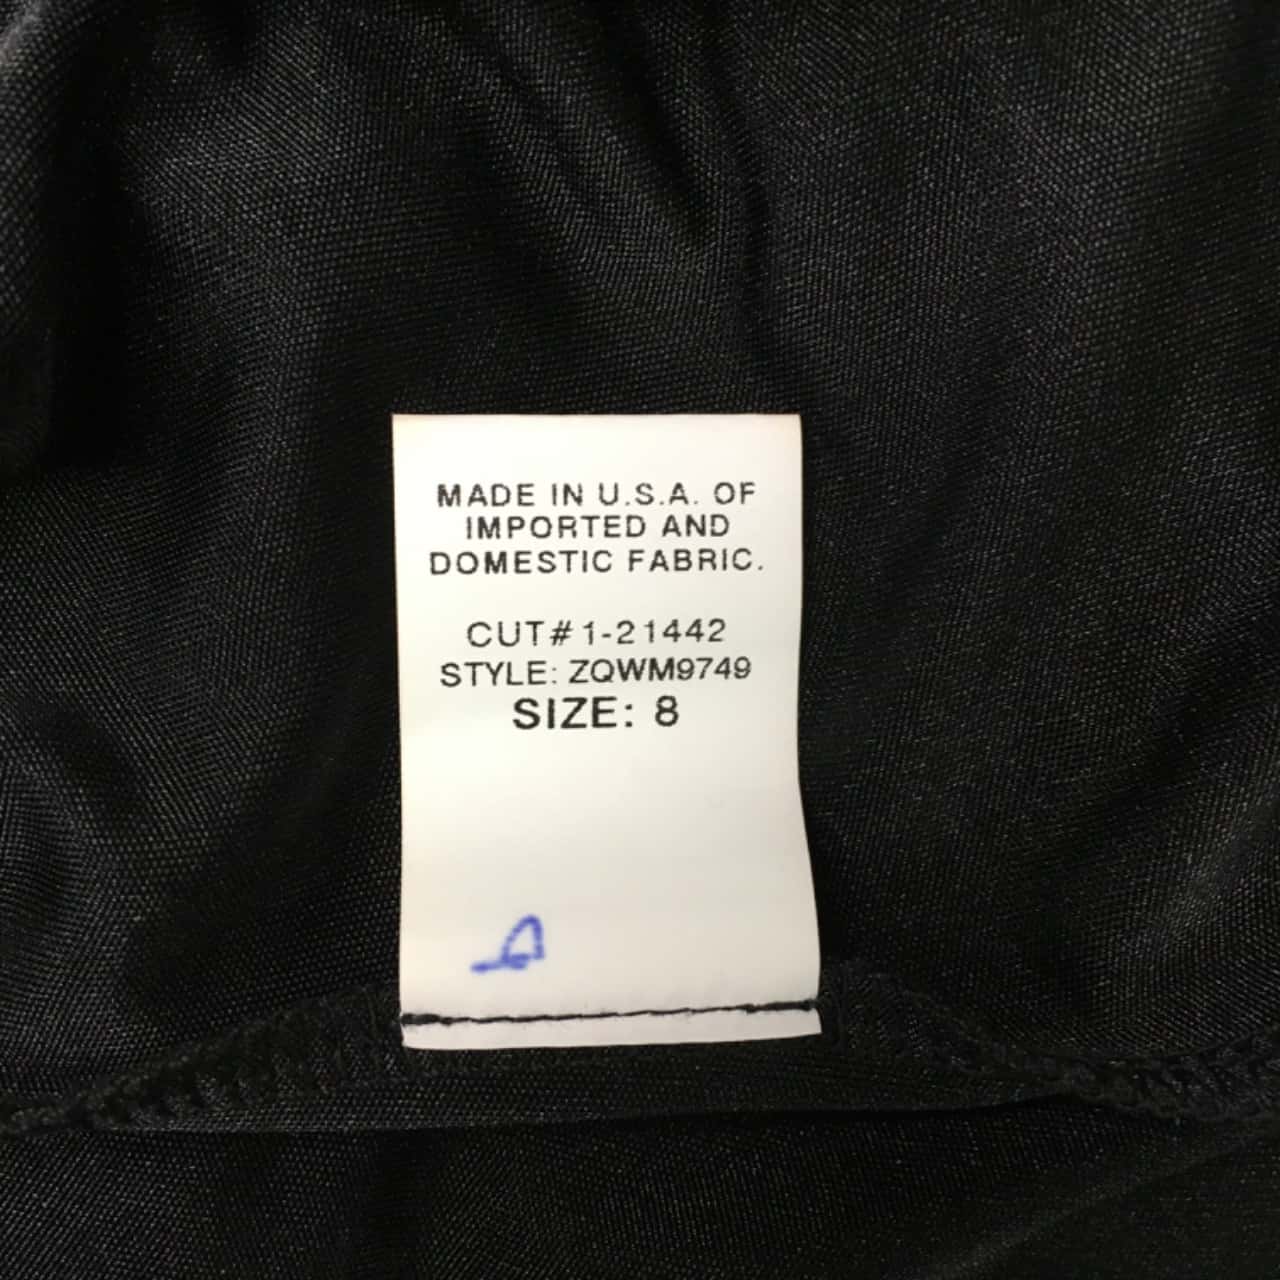 MADE IN U.S.A. OF
IMPORTED AND
DOMESTIC FABRIC.
CUT# 1-21442
STYLE: ZQWM9749
SIZE: 8